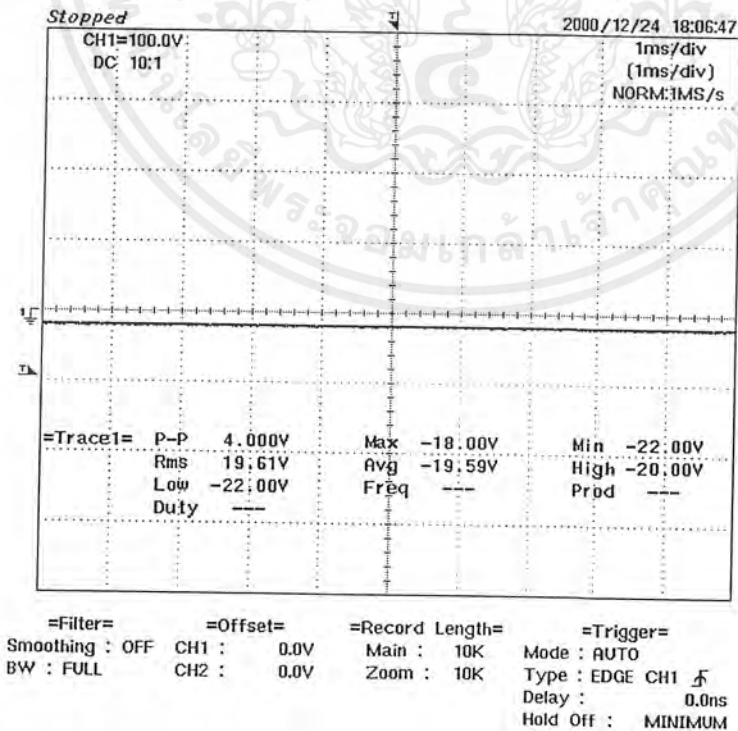 Stopped
2000/12/24 18:06:47
CH1=100.0V
DC 10:1
1ms/div
(1ms/div)
NORM:1MS/s
=Trace1= P-P 4.000V Max -18.00V Min -22.00V
Rms 19.61V Avg -19.59V High -20.00V
Low -22.00V Freq --- Prod ---
Duty ---
=Filter= =Offset= =Record Length= =Trigger=
Smoothing : OFF CH1 : 0.0V Main : 10K Mode : AUTO
BW : FULL CH2 : 0.0V Zoom : 10K Type : EDGE CH1
Delay : 0.0ns
Hold Off : MINIMUM